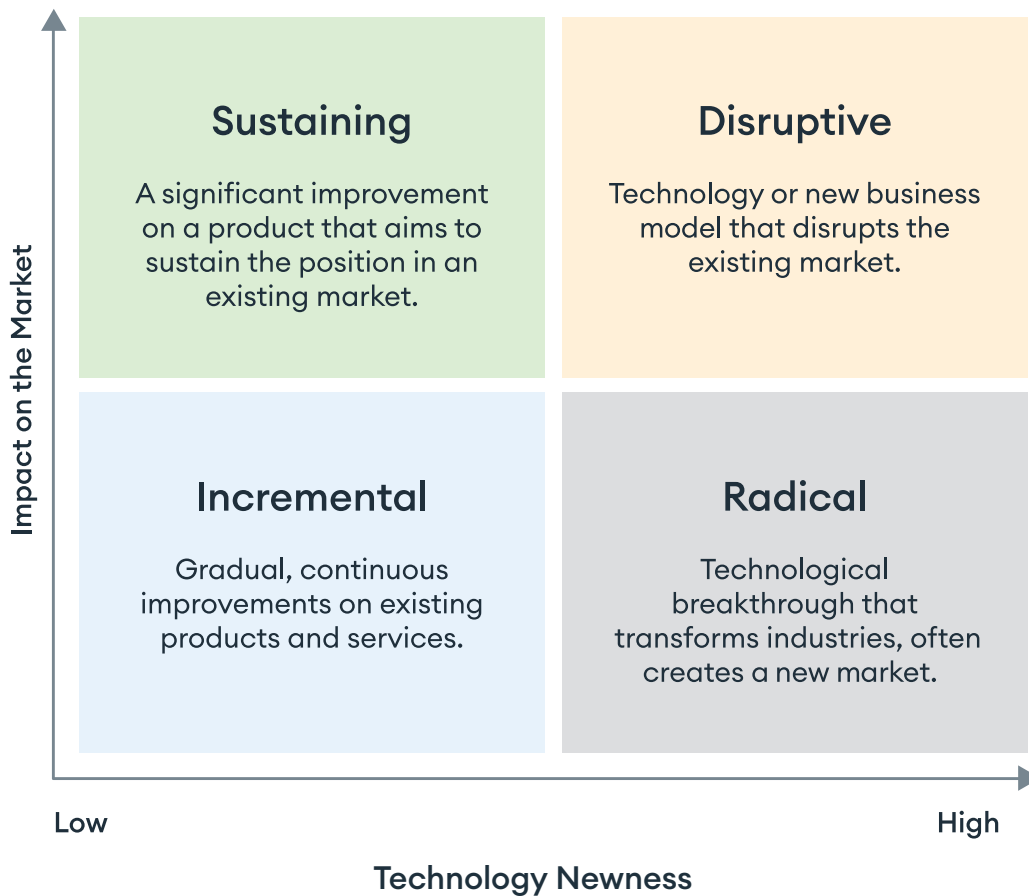 Sustaining
A significant improvement
on a product that aims to
sustain the position in an
existing market.
Disruptive
Technology or new business
model that disrupts the
existing market.
Impact on the Market
Incremental
Gradual, continuous
improvements on existing
products and services.
Radical
Technological
breakthrough that
transforms industries, often
creates a new market.
Low
High
Technology Newness